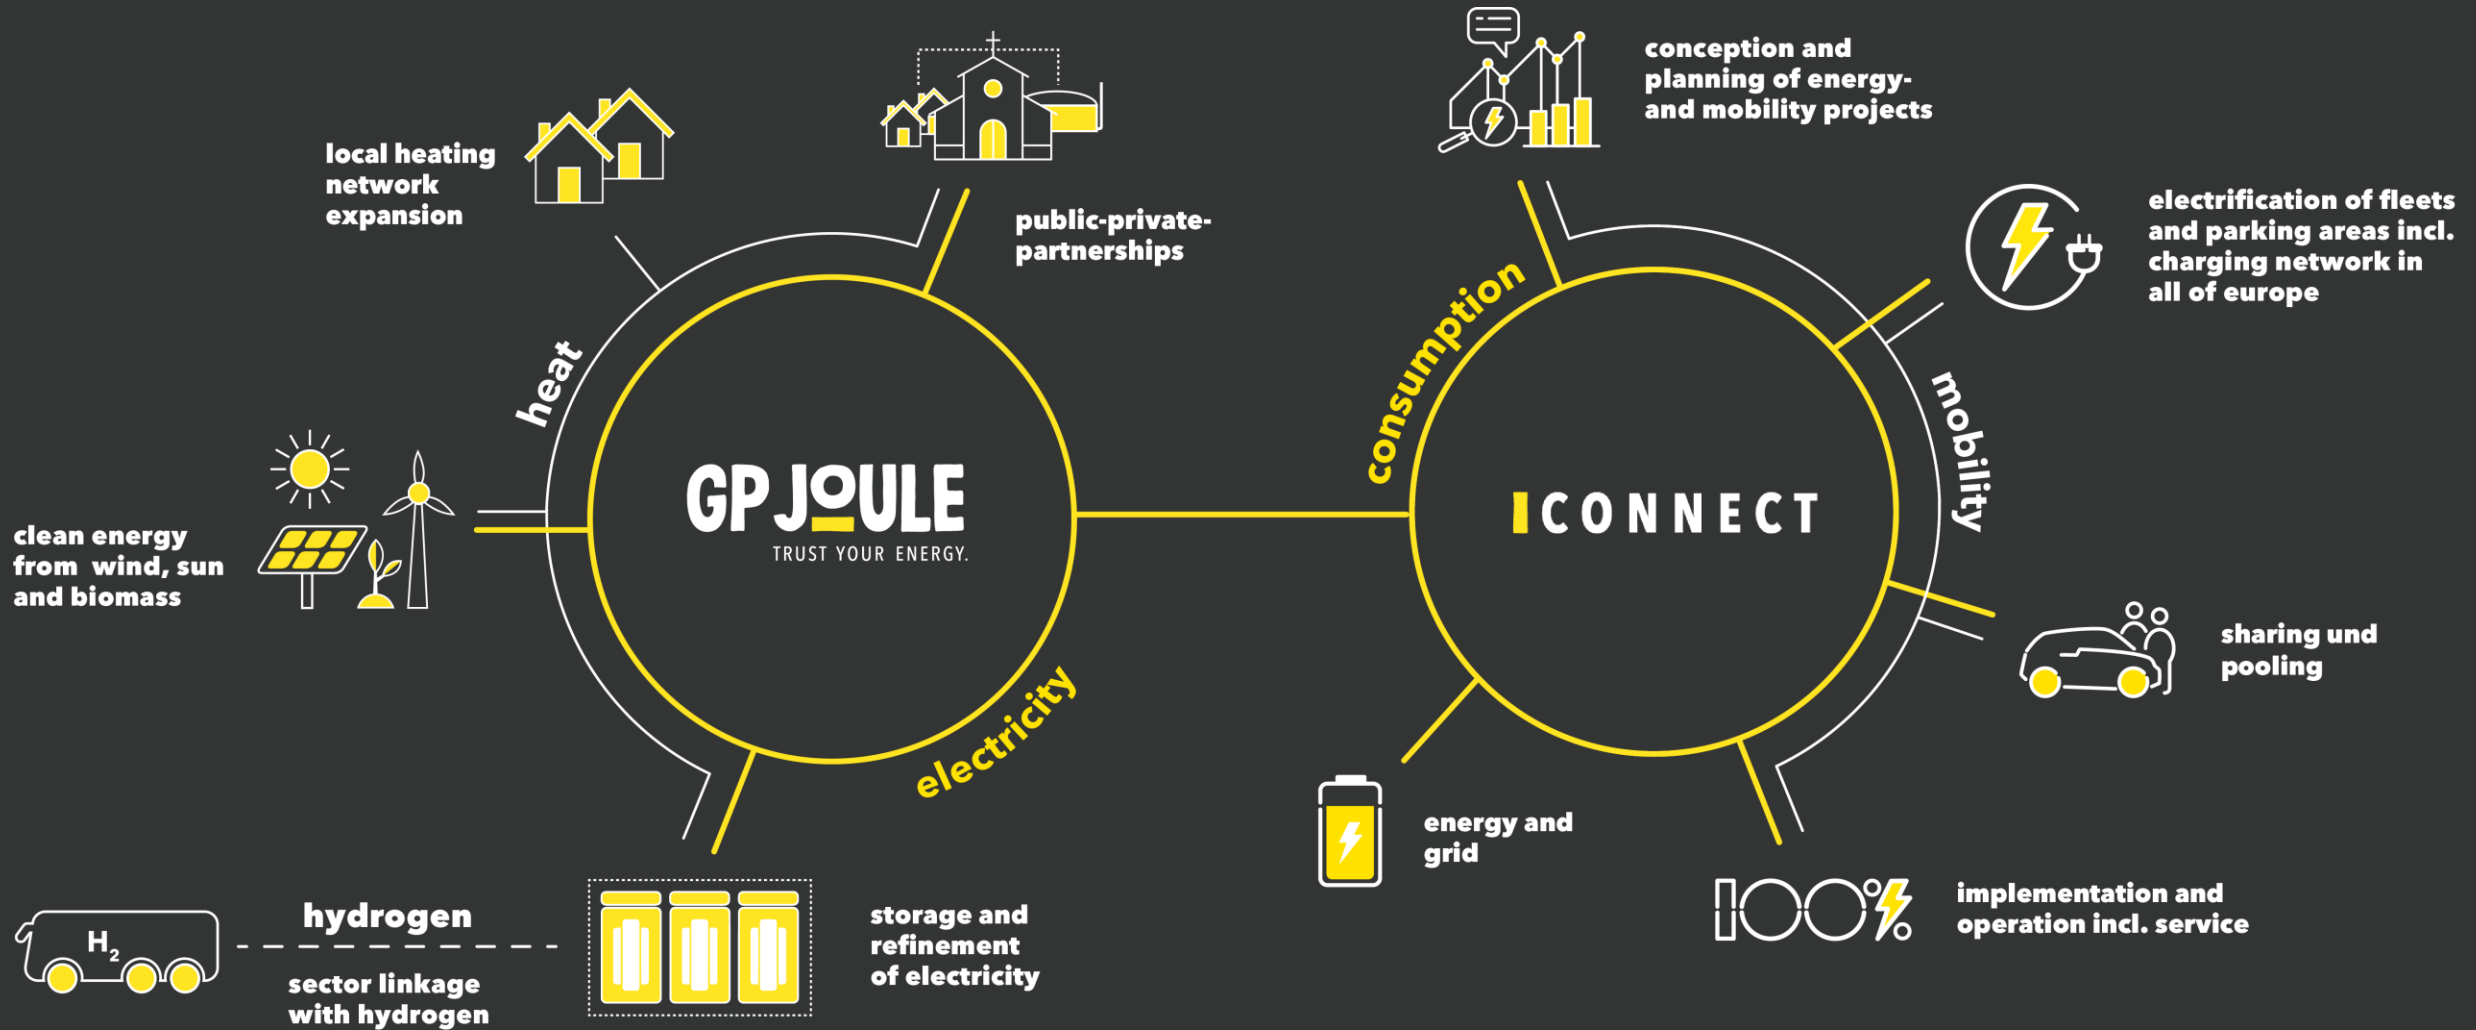 local heating
network
expansion
public-private-
partnerships
heat
clean energy
from wind, sun
and biomass
GP JOULE
TRUST YOUR ENERGY.
electricity
H2
hydrogen
sector linkage
with hydrogen
storage and
refinement
of electricity
conception and
planning of energy-
and mobility projects
electrification of fleets
and parking areas incl.
charging network in
all of europe
consumption
CONNECT
mobility
sharing und
pooling
energy and
grid
100%
implementation and
operation incl. service